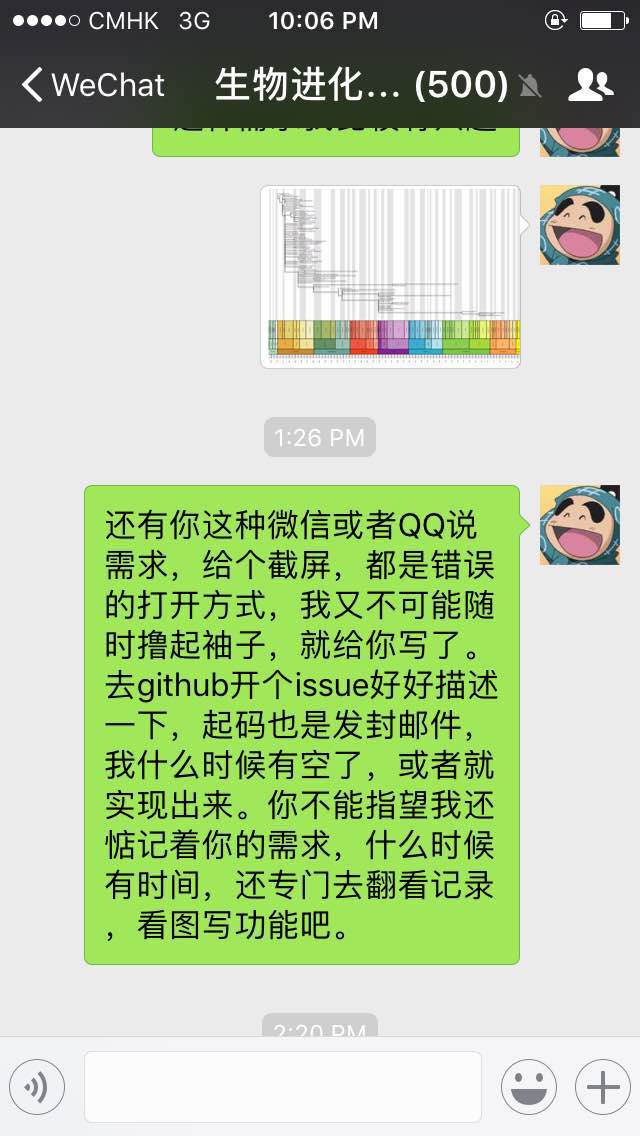 CMHK 3G 10:06 PM
WeChat 生物进化... (500)
1:26 PM
还有你这种微信或者QQ说
需求，给个截屏，都是错误
的打开方式，我又不可能随
时撸起袖子，就给你写了。
去github开个issue好好描述
一下，起码也是发封邮件，
我什么时候有空了，或者就
实现出来。你不能指望我还
惦记着你的需求，什么时候
有时间，还专门去翻看记录
，看图写功能吧。
2:20 PM